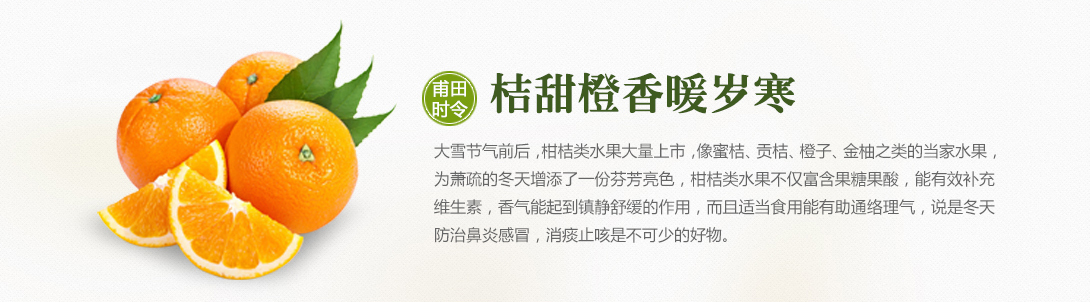 甫田
时令
桔甜橙香暖岁寒
大雪节气前后，柑桔类水果大量上市，像蜜桔、贡桔、橙子、金柚之类的当家水果，
为萧疏的冬天增添了一份芬芳亮色，柑桔类水果不仅富含果糖果酸，能有效补充
维生素，香气能起到镇静舒缓的作用，而且适当食用能有助通络理气，说是冬天
防治鼻炎感冒，消痰止咳是不可少的好物。